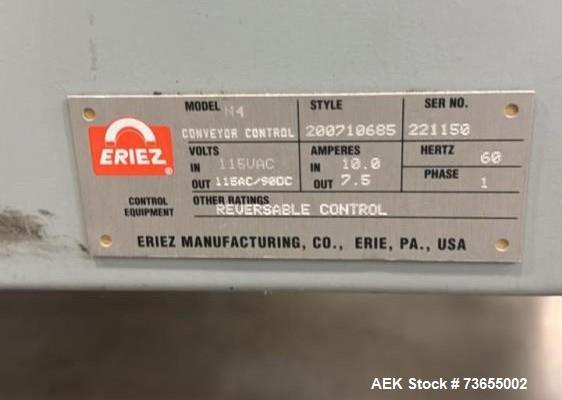 MODEL N4 STYLE SER NO.
CONVEYOR CONTROL 200710685 221150
VOLTS AMPERES HERTZ 60
IN 115VAC IN 10.0
OUT 115AC/90DC OUT 7.5 PHASE 1
ERIEZ®
CONTROL EQUIPMENT
OTHER RATINGS
REVERSABLE CONTROL
ERIEZ MANUFACTURING, CO., ERIE, PA., USA
AEK Stock # 73655002